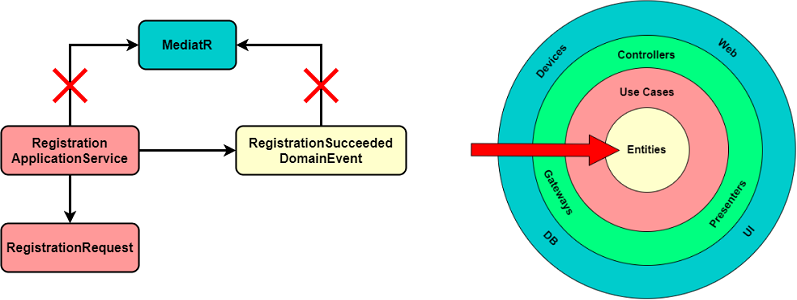 MediatR
Registration
ApplicationService
RegistrationSucceeded
DomainEvent
RegistrationRequest
Devices
Web
Controllers
Use Cases
Entities
Gateways
Presenters
DB
UI